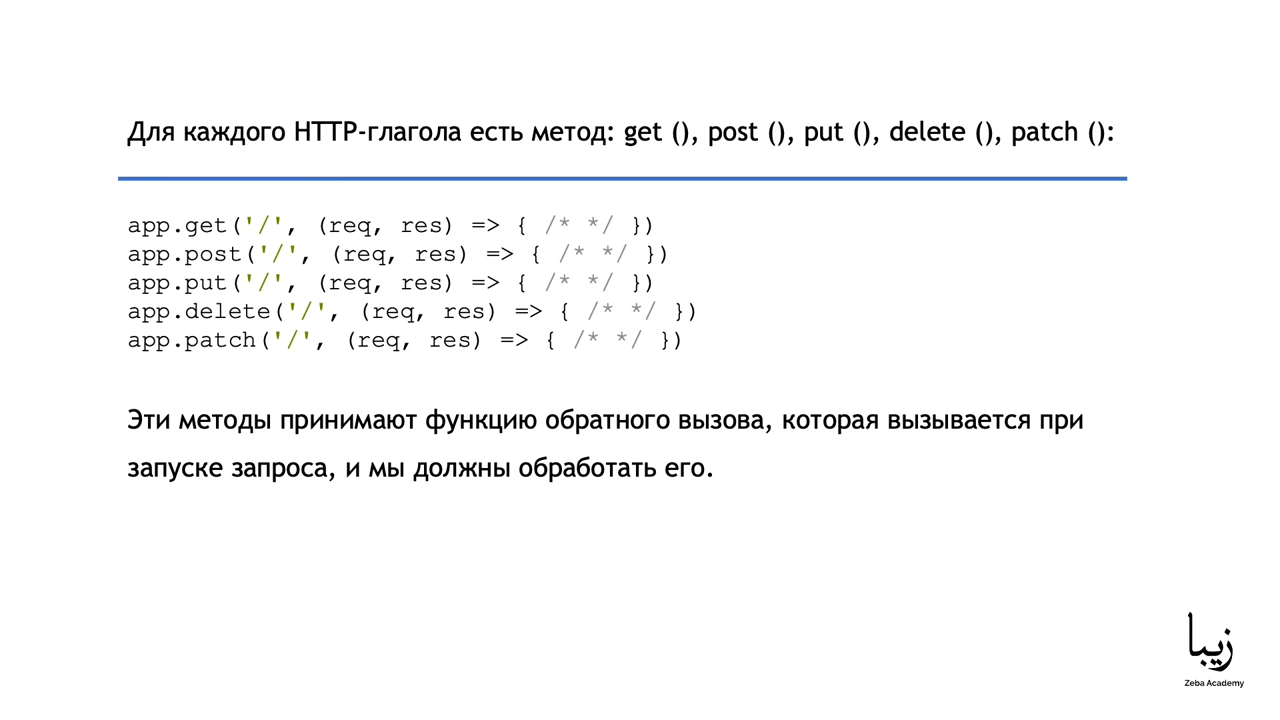 Для каждого HTTP-глагола есть метод: get (), post (), put (), delete (), patch ():
app.get('/', (req, res) => { /* */ })
app.post('/', (req, res) => { /* */ })
app.put('/', (req, res) => { /* */ })
app.delete('/', (req, res) => { /* */ })
app.patch('/', (req, res) => { /* */ })
Эти методы принимают функцию обратного вызова, которая вызывается при
запуске запроса, и мы должны обработать его.
زیبا
Zeba Academy